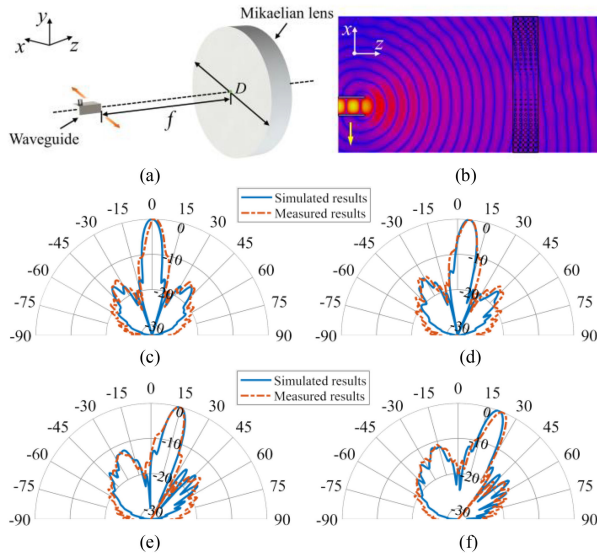 y
x
z
Mikaelian lens
D
f
Waveguide
(a)
x
z
(b)
Simulated results
Measured results
-90 -75 -60 -45 -30 -15 0 15 30 45 60 75 90
0 -10 -20 -30
(c)
-90 -75 -60 -45 -30 -15 0 15 30 45 60 75 90
0 -10 -20 -30
(d)
Simulated results
Measured results
-90 -75 -60 -45 -30 -15 0 15 30 45 60 75 90
0 -10 -20 -30
(e)
-90 -75 -60 -45 -30 -15 0 15 30 45 60 75 90
0 -10 -20 -30
(f)